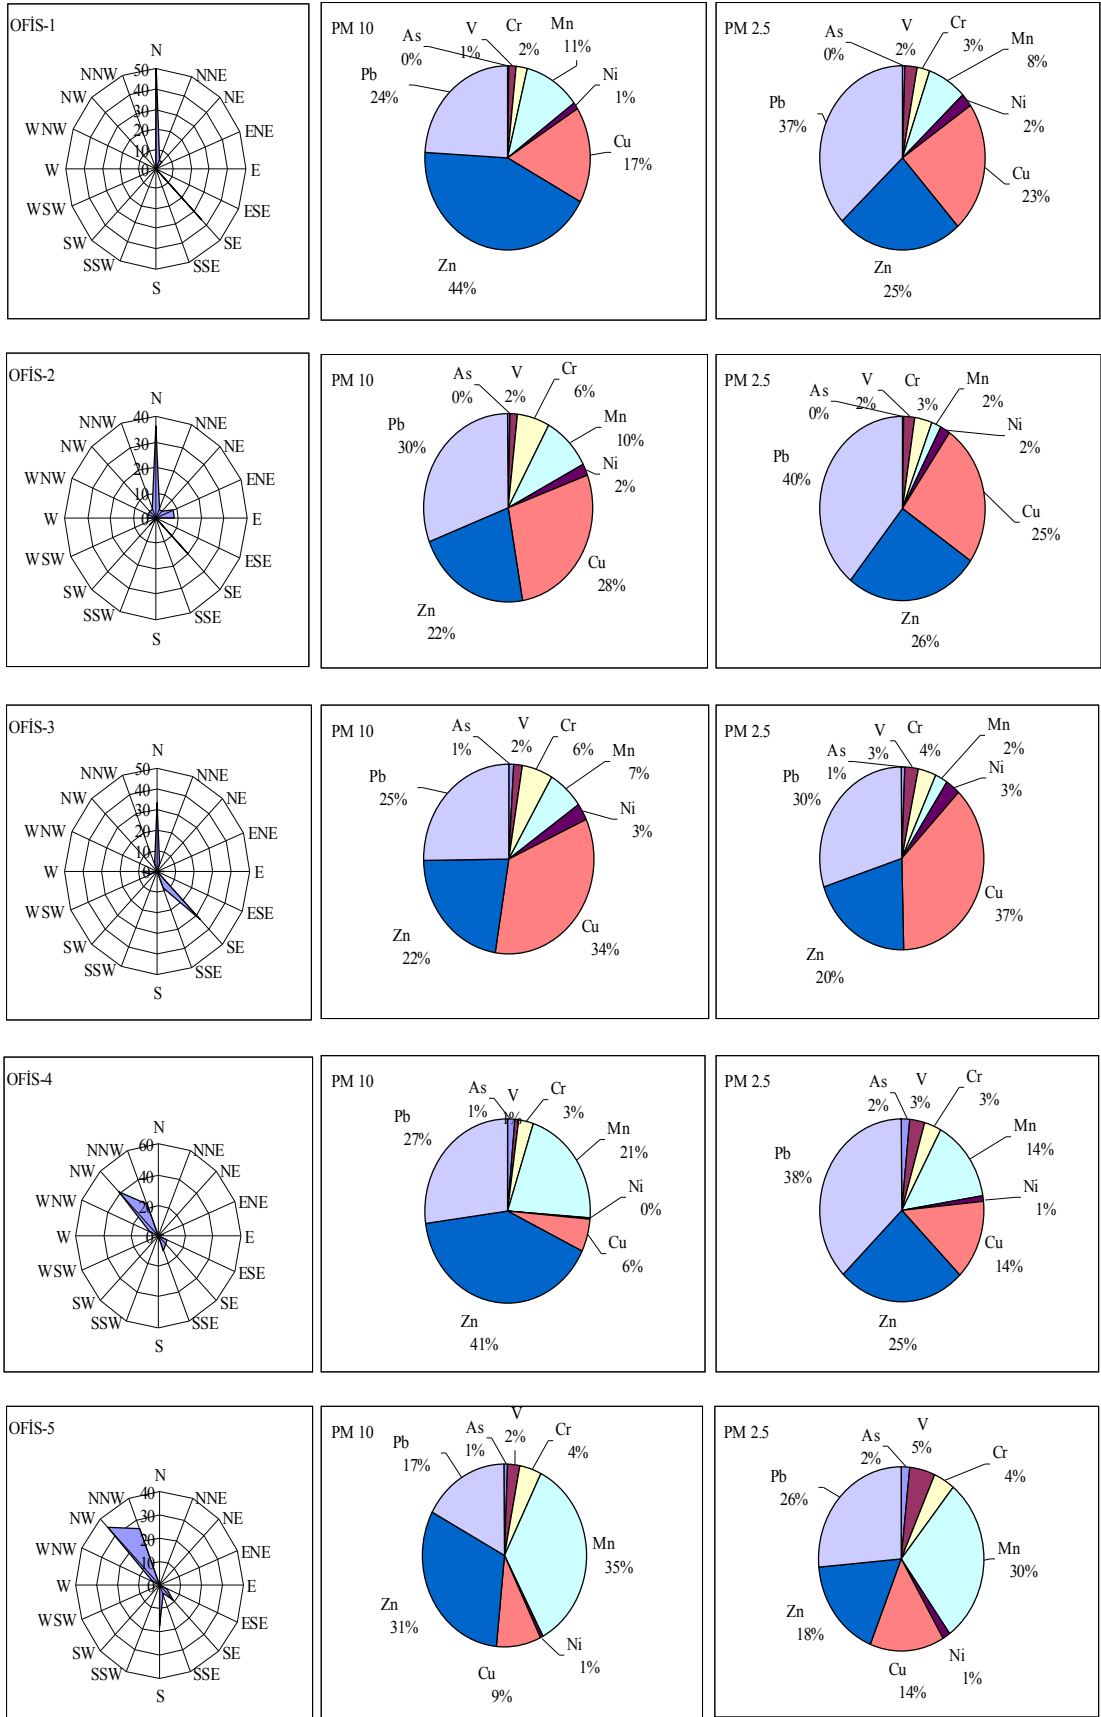 OFİS-1
N
NNE
NE
ENE
E
ESE
SE
SSE
S
SSW
SW
WSW
W
WNW
NW
NNW
50
40
30
20
10
0
PM 10
As
0%
V
1%
Cr
2%
Mn
11%
Ni
1%
Cu
17%
Zn
44%
Pb
24%
PM 2.5
As
0%
V
2%
Cr
3%
Mn
8%
Ni
2%
Cu
23%
Zn
25%
Pb
37%
OFİS-2
N
NNE
NE
ENE
E
ESE
SE
SSE
S
SSW
SW
WSW
W
WNW
NW
NNW
40
30
20
10
0
PM 10
As
0%
V
2%
Cr
6%
Mn
10%
Ni
2%
Cu
28%
Zn
22%
Pb
30%
PM 2.5
As
0%
V
2%
Cr
3%
Mn
2%
Ni
2%
Cu
25%
Zn
26%
Pb
40%
OFİS-3
N
NNE
NE
ENE
E
ESE
SE
SSE
S
SSW
SW
WSW
W
WNW
NW
NNW
50
40
30
20
10
0
PM 10
As
1%
V
2%
Cr
6%
Mn
7%
Ni
3%
Cu
34%
Zn
22%
Pb
25%
PM 2.5
As
1%
V
3%
Cr
4%
Mn
2%
Ni
3%
Cu
37%
Zn
20%
Pb
30%
OFİS-4
N
NNE
NE
ENE
E
ESE
SE
SSE
S
SSW
SW
WSW
W
WNW
NW
NNW
60
40
20
0
PM 10
As
1%
V
1%
Cr
3%
Mn
21%
Ni
0%
Cu
6%
Zn
41%
Pb
27%
PM 2.5
As
2%
V
3%
Cr
3%
Mn
14%
Ni
1%
Cu
14%
Zn
25%
Pb
38%
OFİS-5
N
NNE
NE
ENE
E
ESE
SE
SSE
S
SSW
SW
WSW
W
WNW
NW
NNW
40
30
20
10
0
PM 10
As
1%
V
2%
Cr
4%
Mn
35%
Ni
1%
Cu
9%
Zn
31%
Pb
17%
PM 2.5
As
2%
V
5%
Cr
4%
Mn
30%
Ni
1%
Cu
14%
Zn
18%
Pb
26%